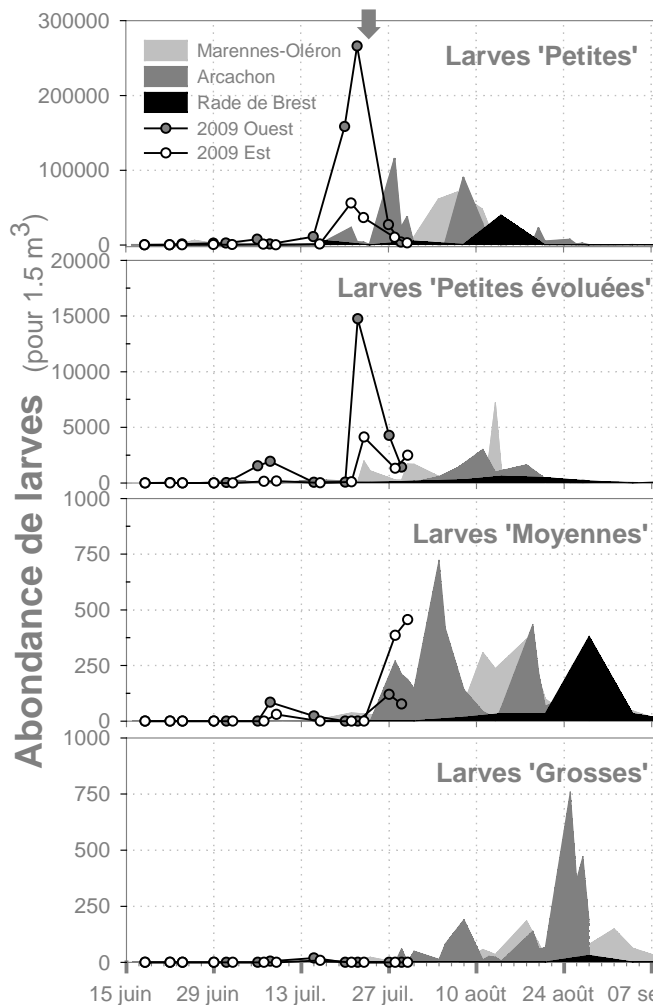 Abondance de larves (pour 1.5 m³)
300000
200000
100000
0
Marennes-Oléron
Arcachon
Rade de Brest
2009 Ouest
2009 Est
Larves 'Petites'
20000
15000
10000
5000
0
Larves 'Petites évoluées'
1000
750
500
250
0
Larves 'Moyennes'
1000
750
500
250
0
Larves 'Grosses'
15 juin 29 juin 13 juil. 27 juil. 10 août 24 août 07 se